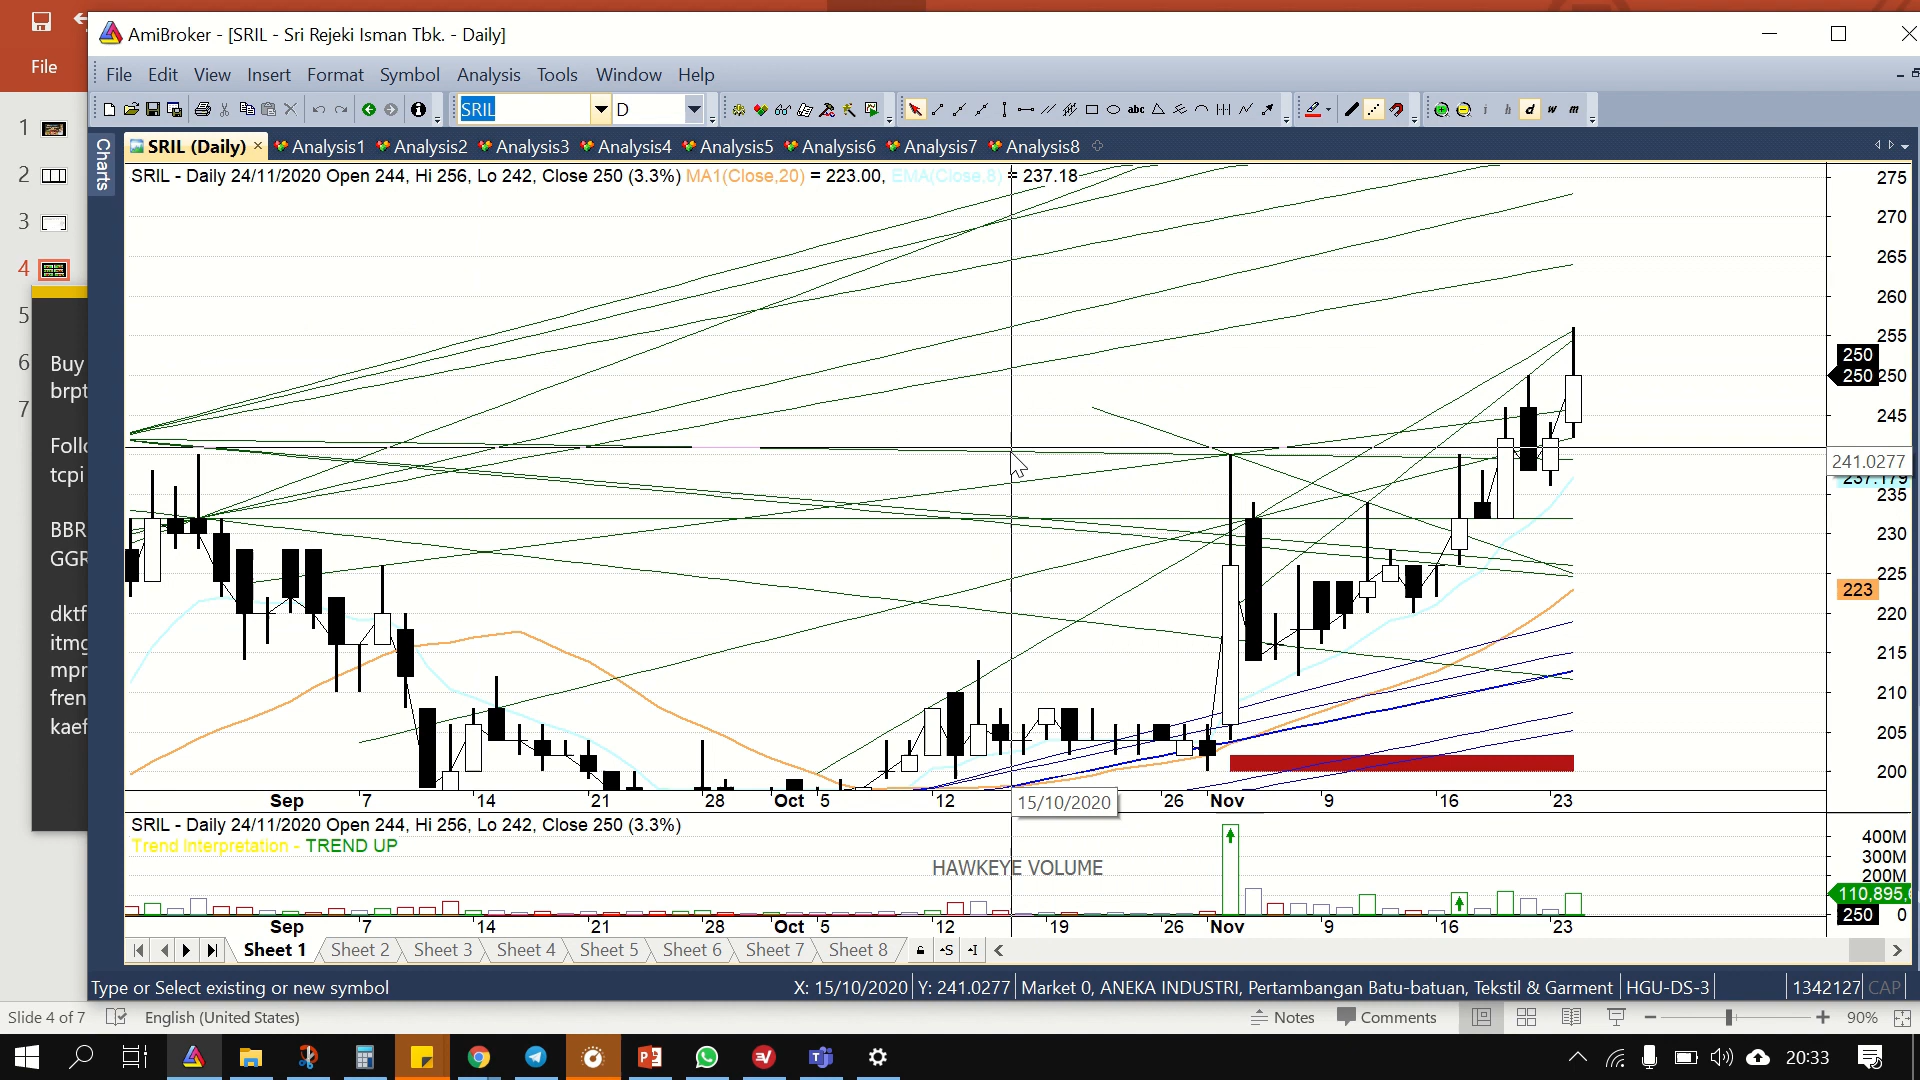 AmiBroker - [SRIL - Sri Rejeki Isman Tbk. - Daily]
File
File Edit View Insert Format Symbol Analysis Tools Window Help
SRIL D
abc
i h d w m
Charts
SRIL (Daily) Analysis1 Analysis2 Analysis3 Analysis4 Analysis5 Analysis6 Analysis7 Analysis8
SRIL - Daily 24/11/2020 Open 244, Hi 256, Lo 242, Close 250 (3.3%) MA1(Close,20) = 223.00, EMA(Close,8) = 237.18
275
270
265
260
255
250
250 250
245
241.0277
237.179
235
230
225
223
220
215
210
205
200
1
2
3
4
5
6
7
Buy
brpt
Follo
tcpi
BBR
GGR
dktf
itmg
mpr
fren
kaef
Sep 7 14 21 28 Oct 5 12 15/10/2020 26 Nov 9 16 23
SRIL - Daily 24/11/2020 Open 244, Hi 256, Lo 242, Close 250 (3.3%)
Trend Interpretation - TREND UP
HAWKEYE VOLUME
400M
300M
200M
110,895,
250 0
Sep 7 14 21 28 Oct 5 12 19 26 Nov 9 16 23
Sheet 1 Sheet 2 Sheet 3 Sheet 4 Sheet 5 Sheet 6 Sheet 7 Sheet 8
Type or Select existing or new symbol X: 15/10/2020 Y: 241.0277 Market 0, ANEKA INDUSTRI, Pertambangan Batu-batuan, Tekstil & Garment HGU-DS-3 1342127 CAP
Slide 4 of 7 English (United States) Notes Comments 90%
20:33